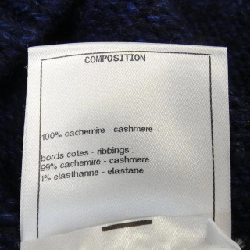 COMPOSITION
100% cachemire - cashmere
bords cotes - ribbings :
99% cachemire - cashmere
1% elasthanne - elastane